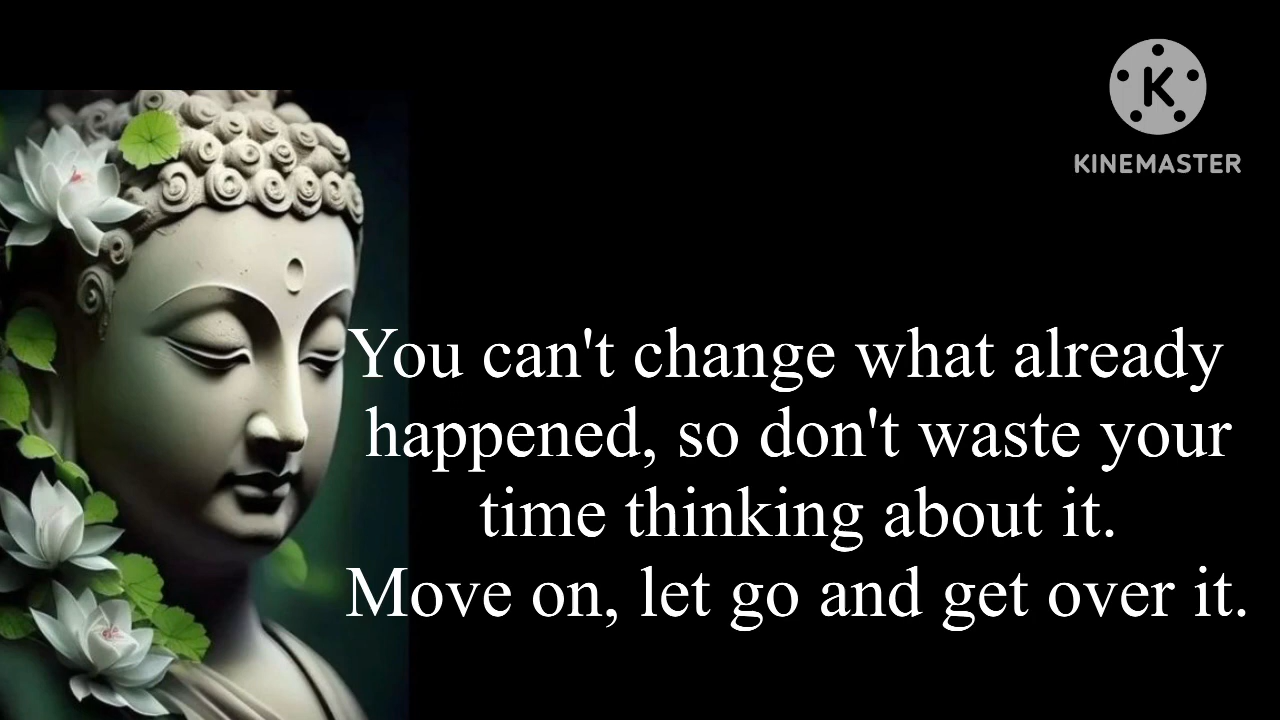 K
KINEMASTER
You can't change what already
happened, so don't waste your
time thinking about it.
Move on, let go and get over it.